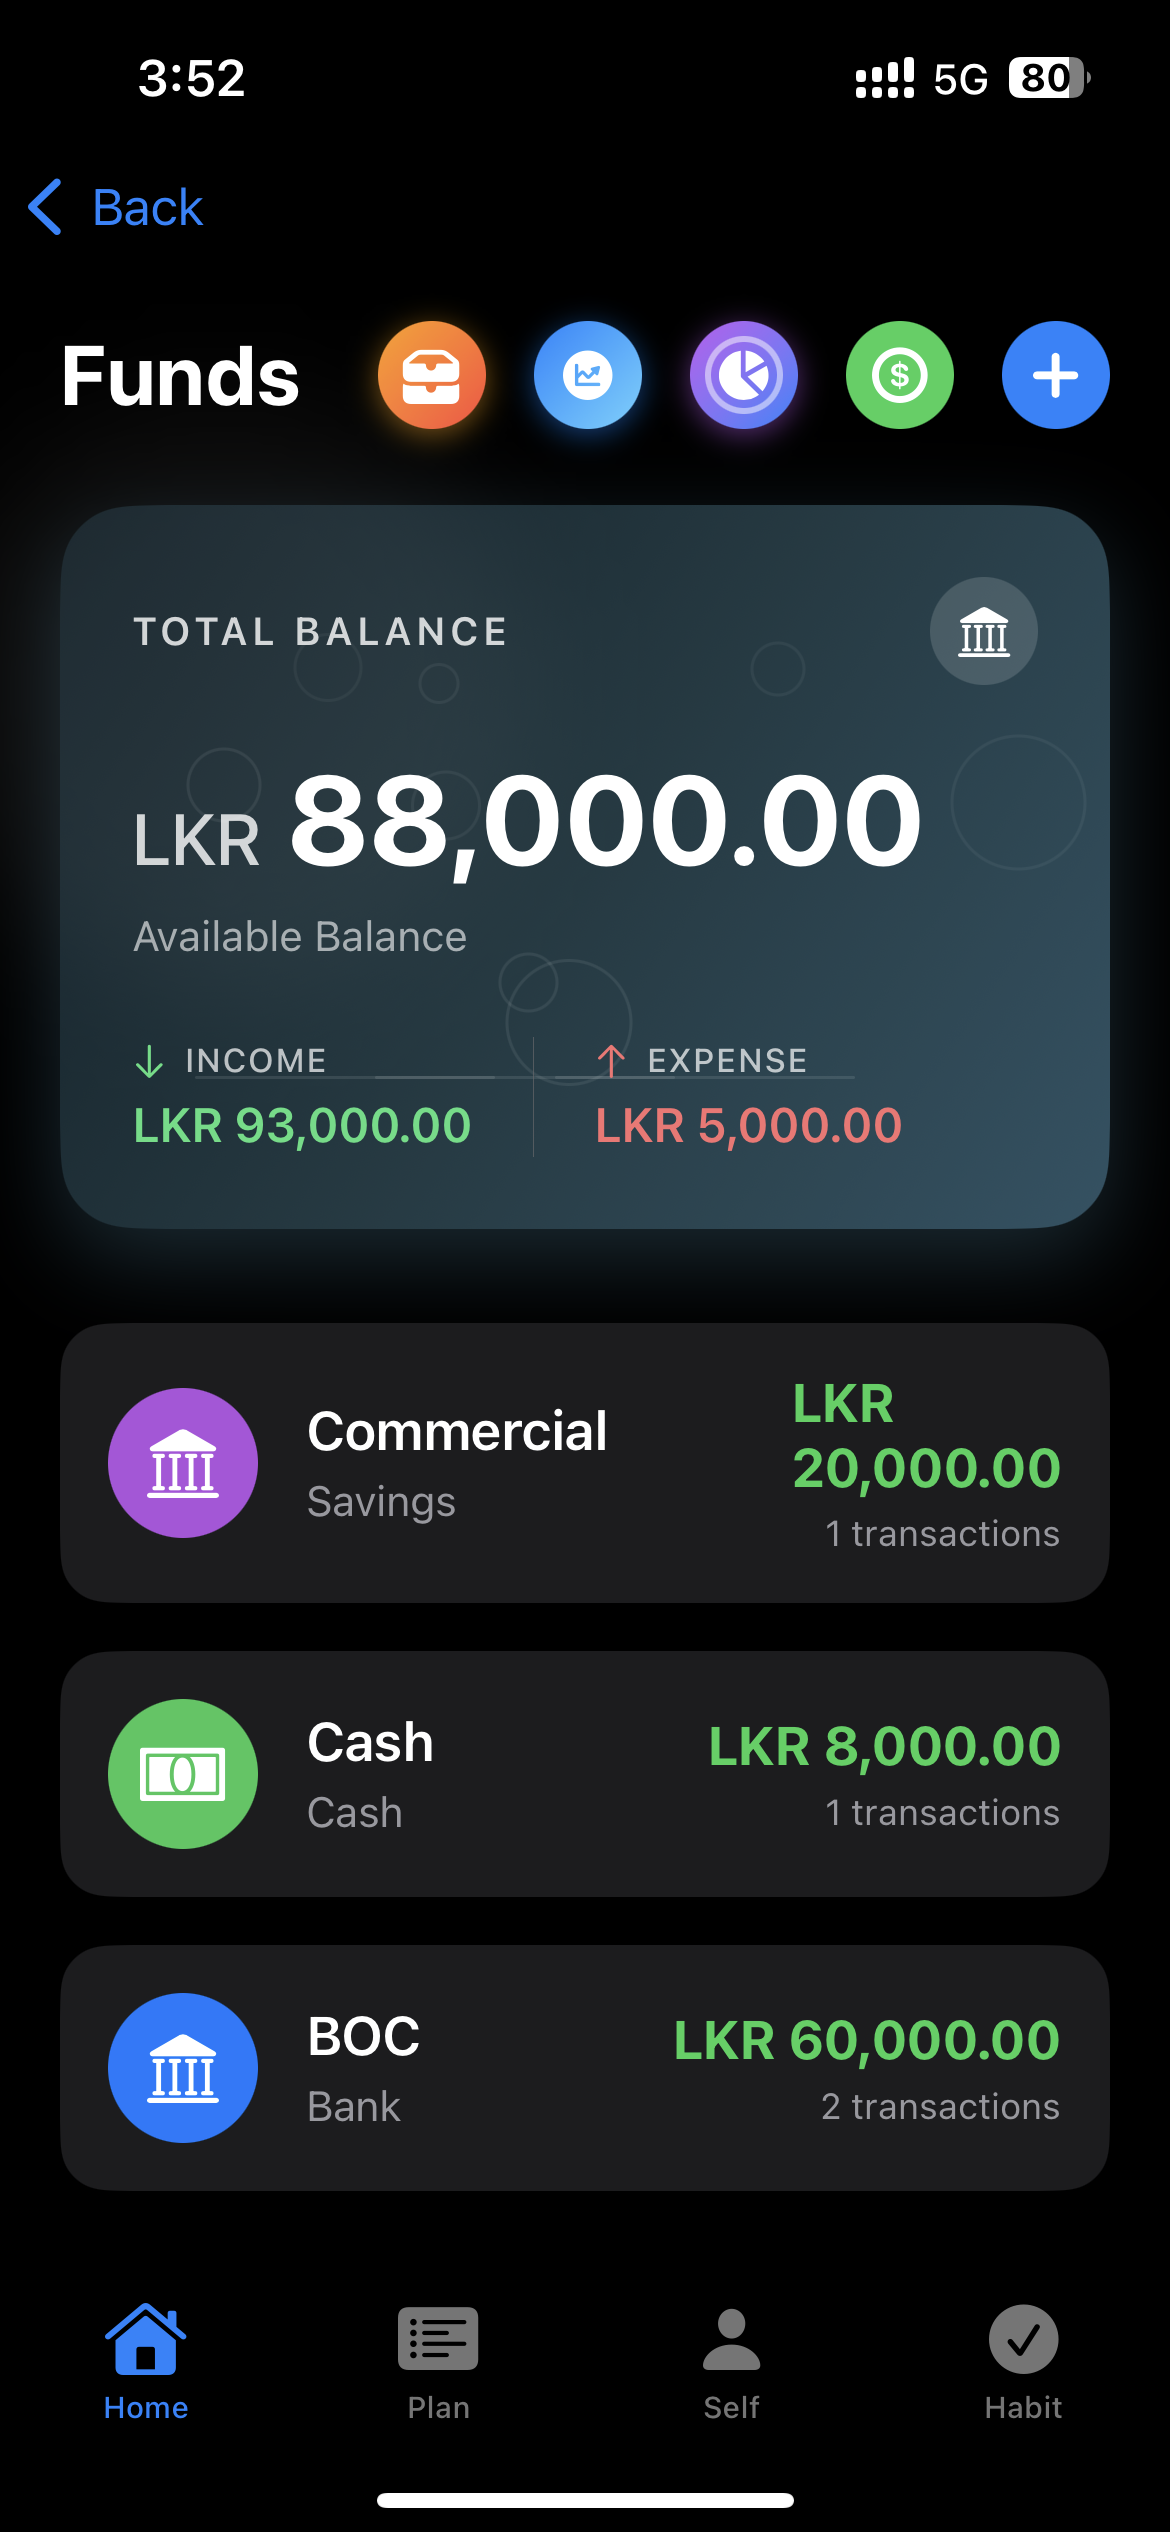 3:52
5G
80
Back
Funds
$
TOTAL BALANCE
LKR 88,000.00
Available Balance
INCOME
EXPENSE
LKR 93,000.00
LKR 5,000.00
Commercial
Savings
LKR
20,000.00
1 transactions
Cash
Cash
LKR 8,000.00
1 transactions
BOC
Bank
LKR 60,000.00
2 transactions
Home
Plan
Self
Habit